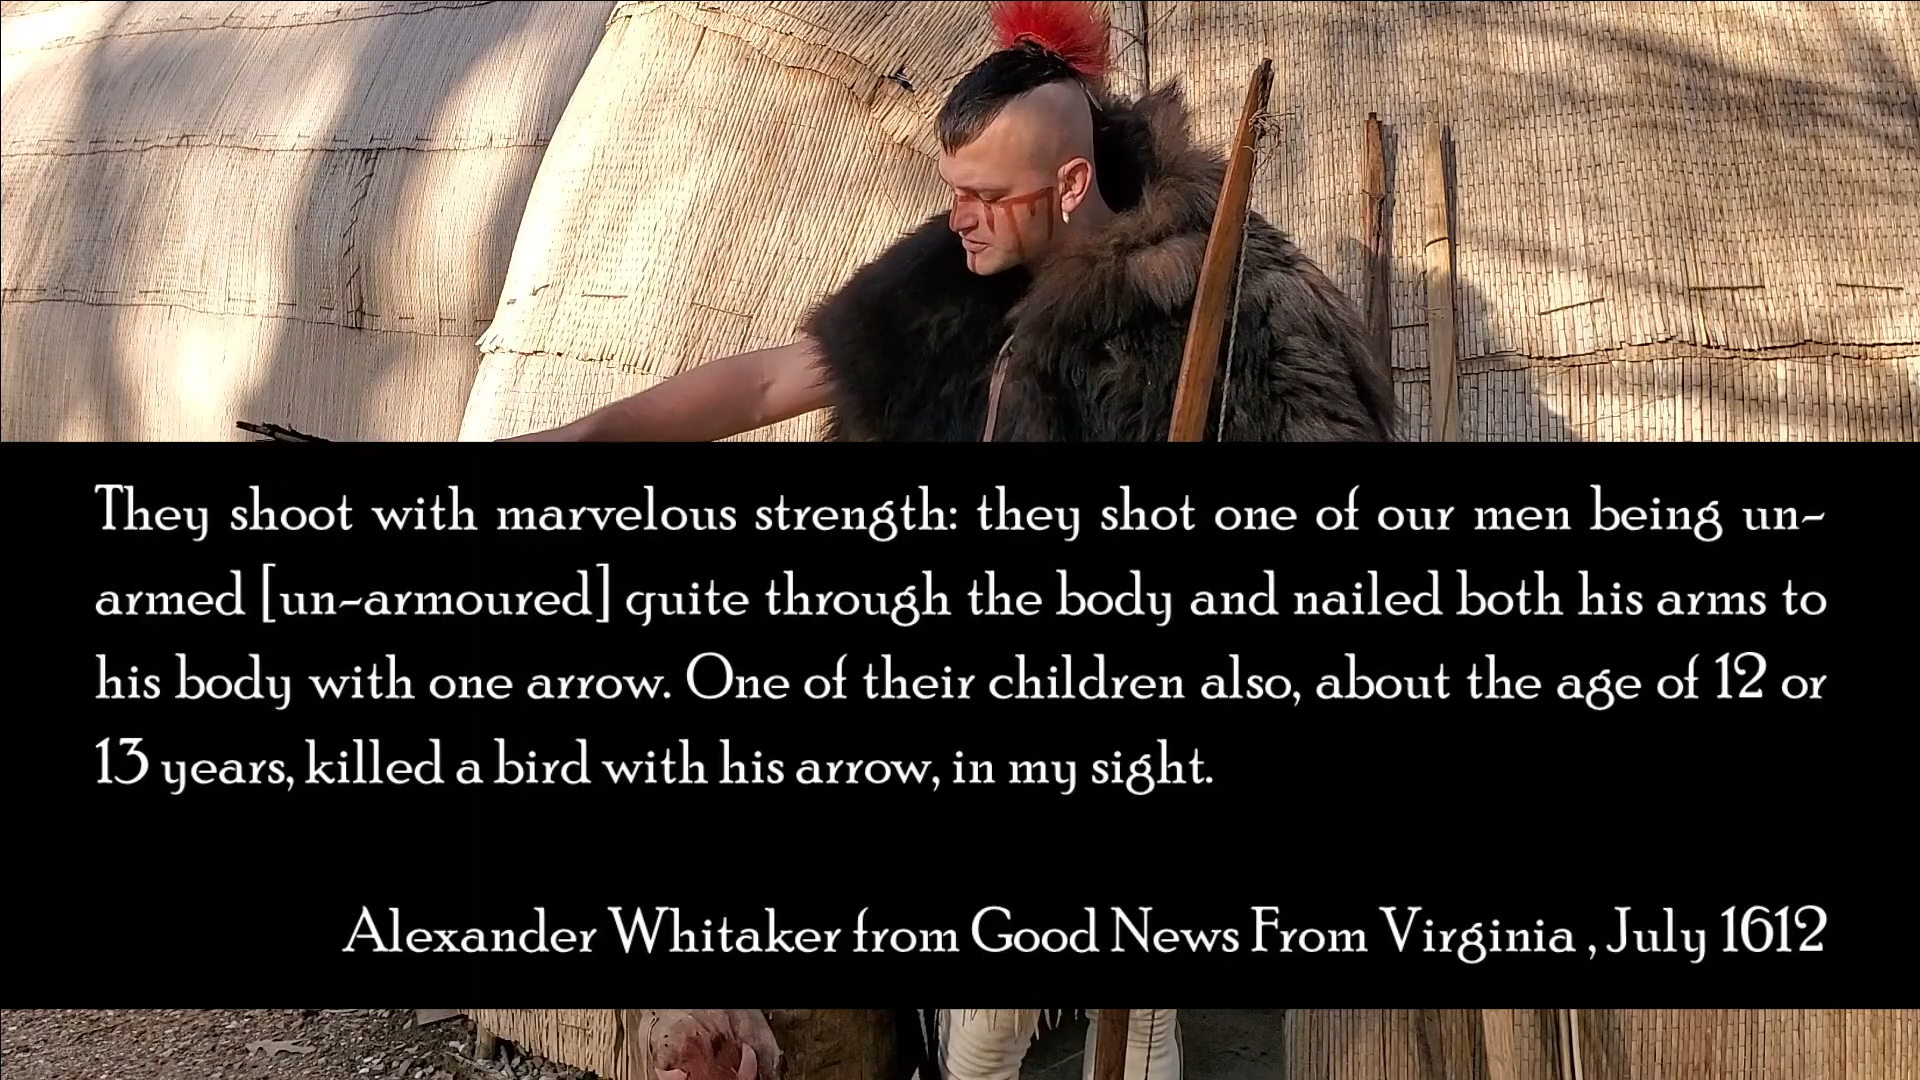 They shoot with marvelous strength: they shot one of our men being un-
armed [un-armoured] quite through the body and nailed both his arms to
his body with one arrow. One of their children also, about the age of 12 or
13 years, killed a bird with his arrow, in my sight.
Alexander Whitaker from Good News From Virginia , July 1612